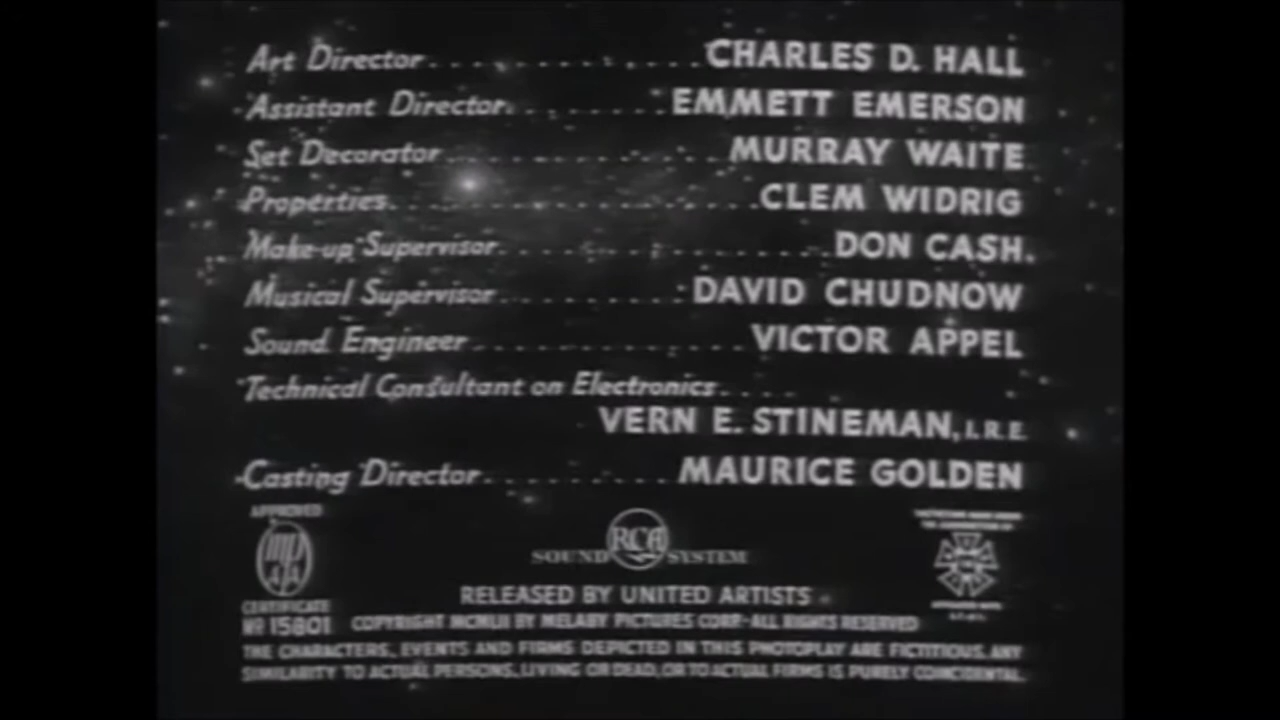 Art Director CHARLES D. HALL
Assistant Director EMMETT EMERSON
Set Decorator MURRAY WAITE
Properties CLEM WIDRIG
Make-up Supervisor DON CASH
Musical Supervisor DAVID CHUDNOW
Sound Engineer VICTOR APPEL
Technical Consultant on Electronics
VERN E. STINEMAN, I.R.E.
Casting Director MAURICE GOLDEN
APPROVED
MPAA
CERTIFICATE
Nº 15801
SOUND RCA SYSTEM
RELEASED BY UNITED ARTISTS
COPYRIGHT MCMLII BY MELABY PICTURES CORP-ALL RIGHTS RESERVED
THE CHARACTERS, EVENTS AND FIRMS DEPICTED IN THIS PHOTOPLAY ARE FICTITIOUS. ANY
SIMILARITY TO ACTUAL PERSONS, LIVING OR DEAD, OR TO ACTUAL FIRMS IS PURELY COINCIDENTAL.